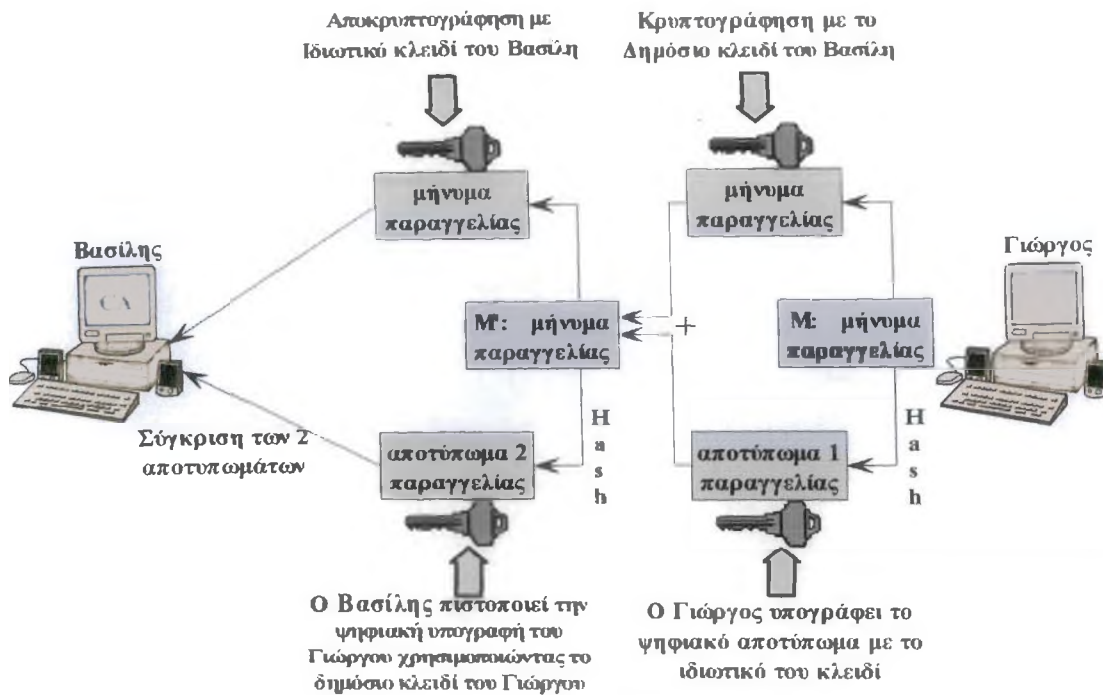 Αποκρυπτογράφηση με
Ιδιωτικό κλειδί του Βασίλη
Κρυπτογράφηση με το
Δημόσιο κλειδί του Βασίλη
μήνυμα
παραγγελίας
μήνυμα
παραγγελίας
Βασίλης
CA
Γιώργος
M': μήνυμα
παραγγελίας
+
M: μήνυμα
παραγγελίας
Hash
Hash
Σύγκριση των 2
αποτυπωμάτων
αποτύπωμα 2
παραγγελίας
αποτύπωμα 1
παραγγελίας
Ο Βασίλης πιστοποιεί την
ψηφιακή υπογραφή του
Γιώργου χρησιμοποιώντας το
δημόσιο κλειδί του Γιώργου
Ο Γιώργος υπογράφει το
ψηφιακό αποτύπωμα με το
ιδιωτικό του κλειδί